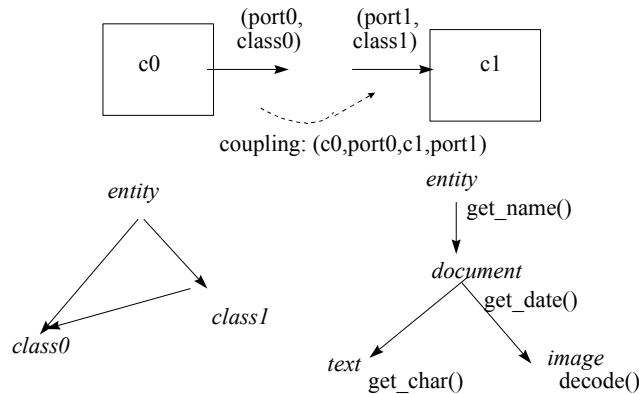 (port0,
class0)
(port1,
class1)
c0
c1
coupling: (c0,port0,c1,port1)
entity
class1
class0
entity
get_name()
document
get_date()
text
get_char()
image
decode()